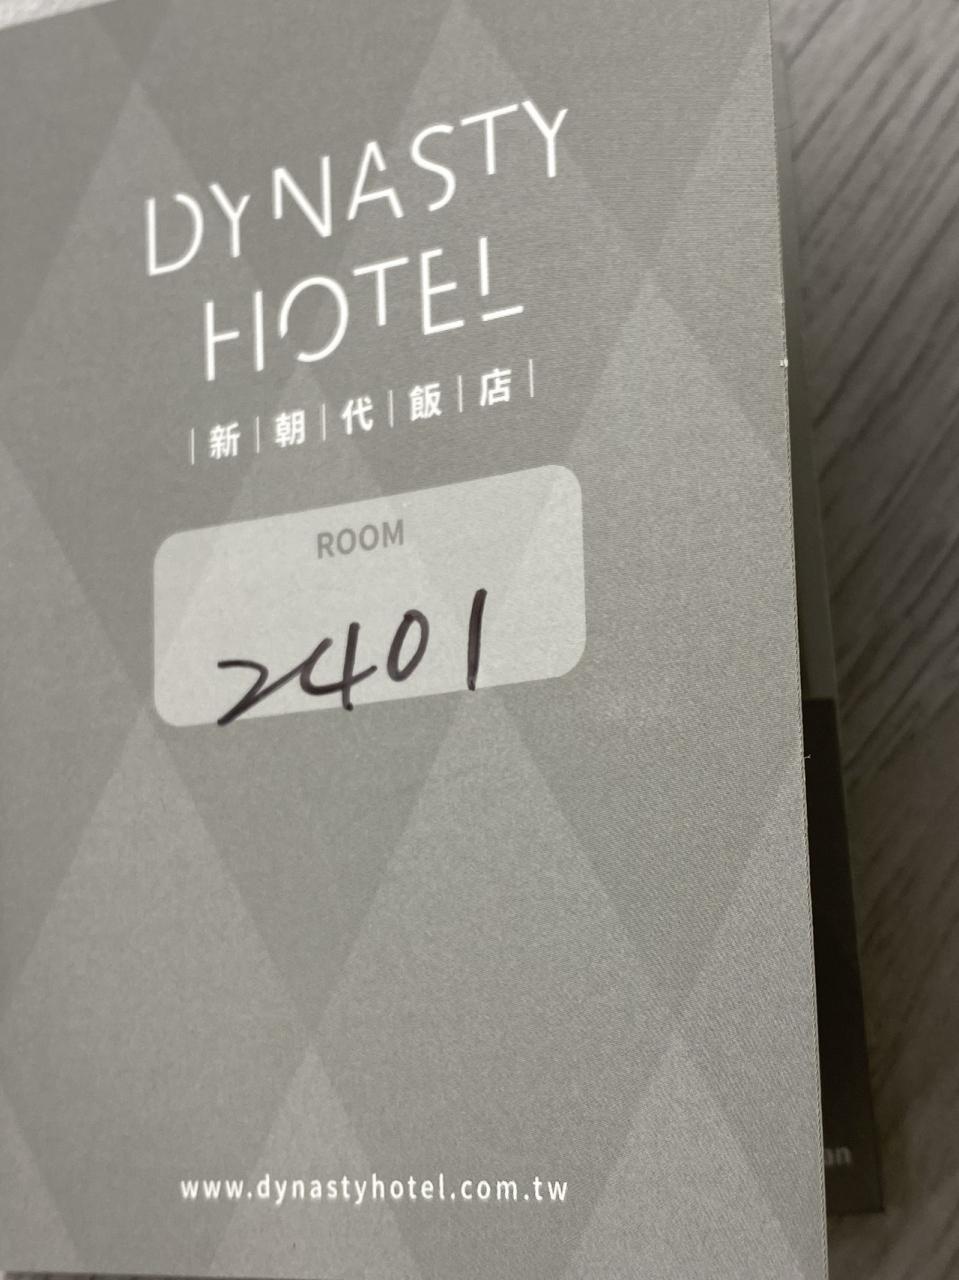 DYNASTY
HOTEL
|新|朝|代|飯|店|
ROOM
2401
www.dynastyhotel.com.tw